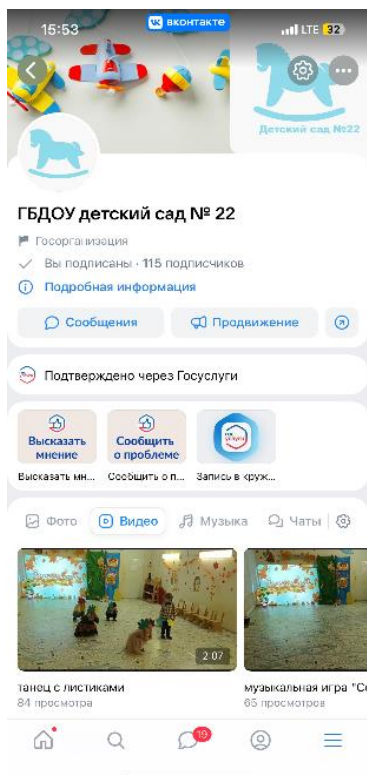 15:53
вконтакте
LTE 32
Детский сад №22
ГБДОУ детский сад № 22
Госорганизация
Вы подписаны · 115 подписчиков
Подробная информация
Сообщения
Продвижение
Подтверждено через Госуслуги
Высказать мнение
Сообщить о проблеме
госуслуги
Высказать мн...
Сообщить о п...
Запись в круж...
Фото
Видео
Музыка
Чаты
2:07
танец с листиками
84 просмотра
музыкальная игра "Се
65 просмотров
19